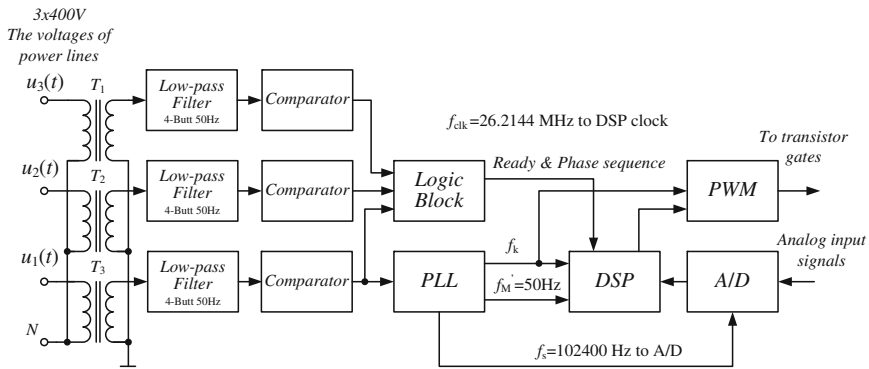 3x400V
The voltages of
power lines
u3(t)
T1
Low-pass
Filter
4-Butt 50Hz
Comparator
fclk=26.2144 MHz to DSP clock
To transistor
gates
u2(t)
T2
Low-pass
Filter
4-Butt 50Hz
Comparator
Logic
Block
Ready & Phase sequence
PWM
u1(t)
T3
Low-pass
Filter
4-Butt 50Hz
Comparator
PLL
fk
fM'=50Hz
DSP
A/D
Analog input
signals
N
fs=102400 Hz to A/D